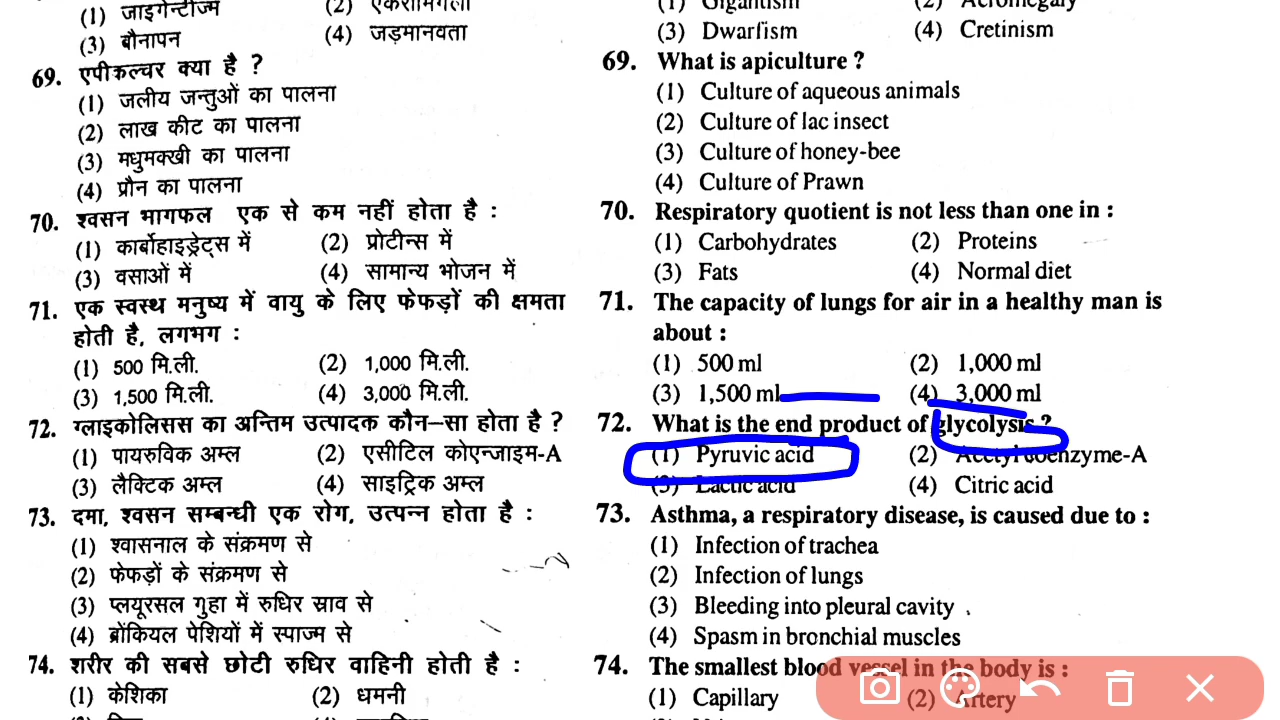 (1) जाइगेन्टीज्म (2) एकरोमिगेली
(3) बौनापन (4) जड़मानवता
69. एपीकल्चर क्या है ?
(1) जलीय जन्तुओं का पालना
(2) लाख कीट का पालना
(3) मधुमक्खी का पालना
(4) प्रौन का पालना
70. श्वसन भागफल एक से कम नहीं होता है :
(1) कार्बोहाइड्रेट्स में (2) प्रोटीन्स में
(3) वसाओं में (4) सामान्य भोजन में
71. एक स्वस्थ मनुष्य में वायु के लिए फेफड़ों की क्षमता
होती है, लगभग :
(1) 500 मि.ली. (2) 1,000 मि.ली.
(3) 1,500 मि.ली. (4) 3,000 मि.ली.
72. ग्लाइकोलिसस का अन्तिम उत्पादक कौन-सा होता है ?
(1) पायरुविक अम्ल (2) एसीटिल कोएन्जाइम-A
(3) लैक्टिक अम्ल (4) साइट्रिक अम्ल
73. दमा, श्वसन सम्बन्धी एक रोग, उत्पन्न होता है :
(1) श्वासनाल के संक्रमण से
(2) फेफड़ों के संक्रमण से
(3) प्लयूरसल गुहा में रुधिर स्राव से
(4) ब्रोंकियल पेशियों में स्पाज्म से
74. शरीर की सबसे छोटी रुधिर वाहिनी होती है :
(1) केशिका (2) धमनी
(1) Gigantism (2) Acromegaly
(3) Dwarfism (4) Cretinism
69. What is apiculture ?
(1) Culture of aqueous animals
(2) Culture of lac insect
(3) Culture of honey-bee
(4) Culture of Prawn
70. Respiratory quotient is not less than one in :
(1) Carbohydrates (2) Proteins
(3) Fats (4) Normal diet
71. The capacity of lungs for air in a healthy man is
about :
(1) 500 ml (2) 1,000 ml
(3) 1,500 ml (4) 3,000 ml
72. What is the end product of glycolysis ?
(1) Pyruvic acid (2) Acetyl coenzyme-A
(3) Lactic acid (4) Citric acid
73. Asthma, a respiratory disease, is caused due to :
(1) Infection of trachea
(2) Infection of lungs
(3) Bleeding into pleural cavity
(4) Spasm in bronchial muscles
74. The smallest blood vessel in the body is :
(1) Capillary (2) Artery